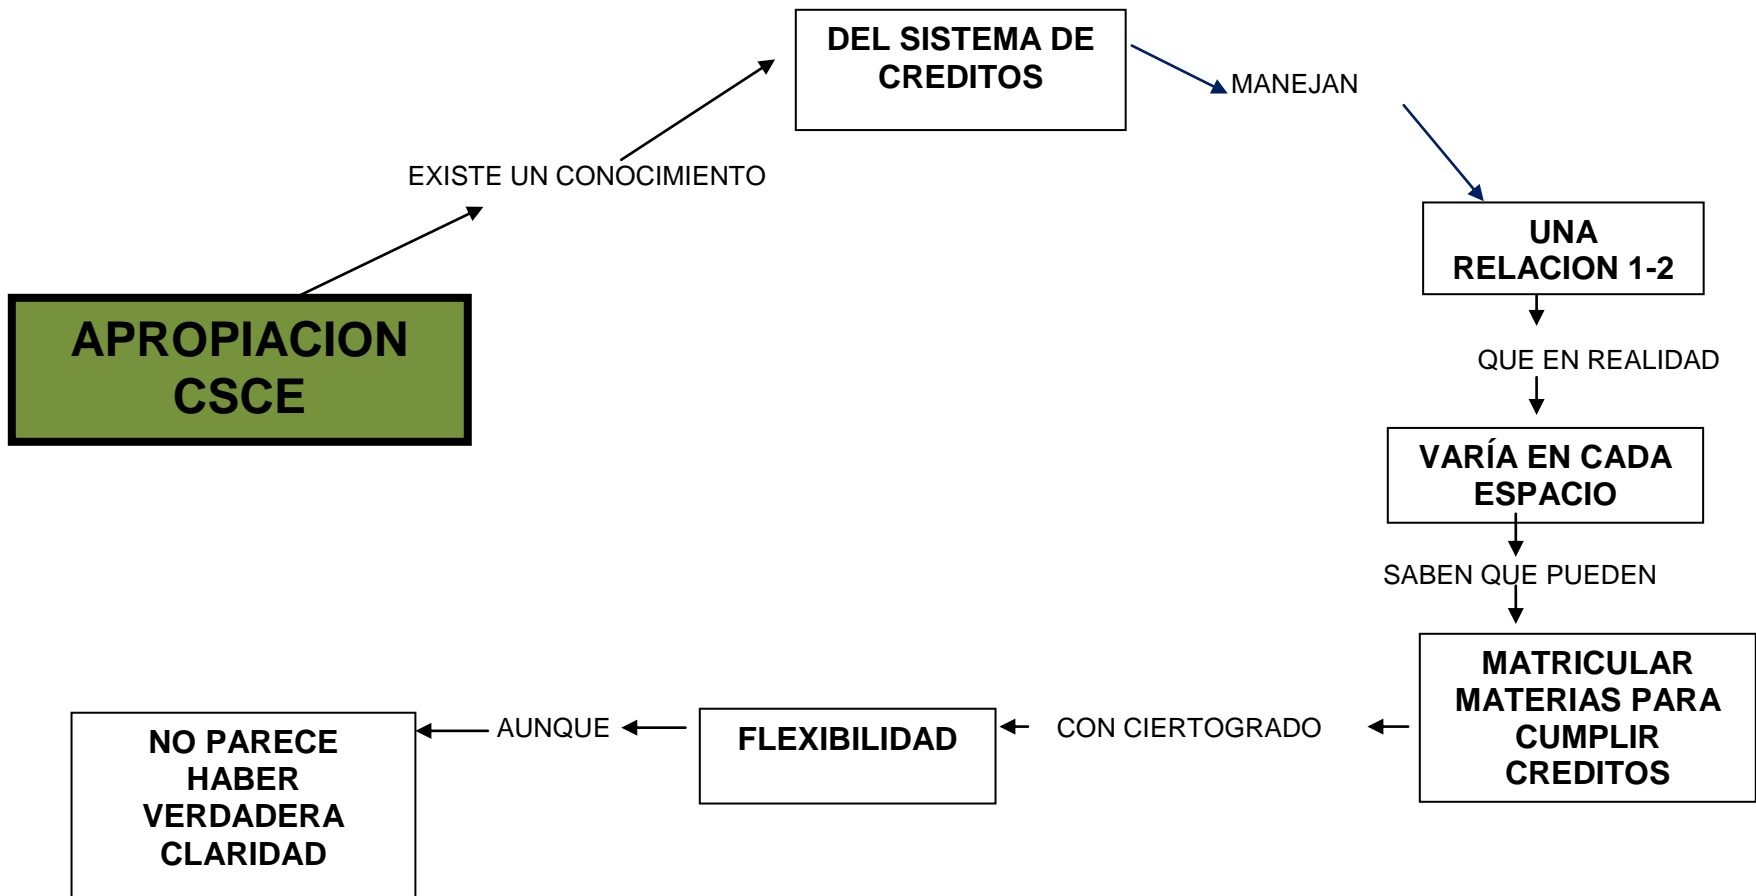 DEL SISTEMA DE
CREDITOS
MANEJAN
EXISTE UN CONOCIMIENTO
UNA
RELACION 1-2
APROPIACION
CSCE
QUE EN REALIDAD
VARÍA EN CADA
ESPACIO
SABEN QUE PUEDEN
MATRICULAR
MATERIAS PARA
CUMPLIR
CREDITOS
CON CIERTOGRADO
FLEXIBILIDAD
AUNQUE
NO PARECE
HABER
VERDADERA
CLARIDAD